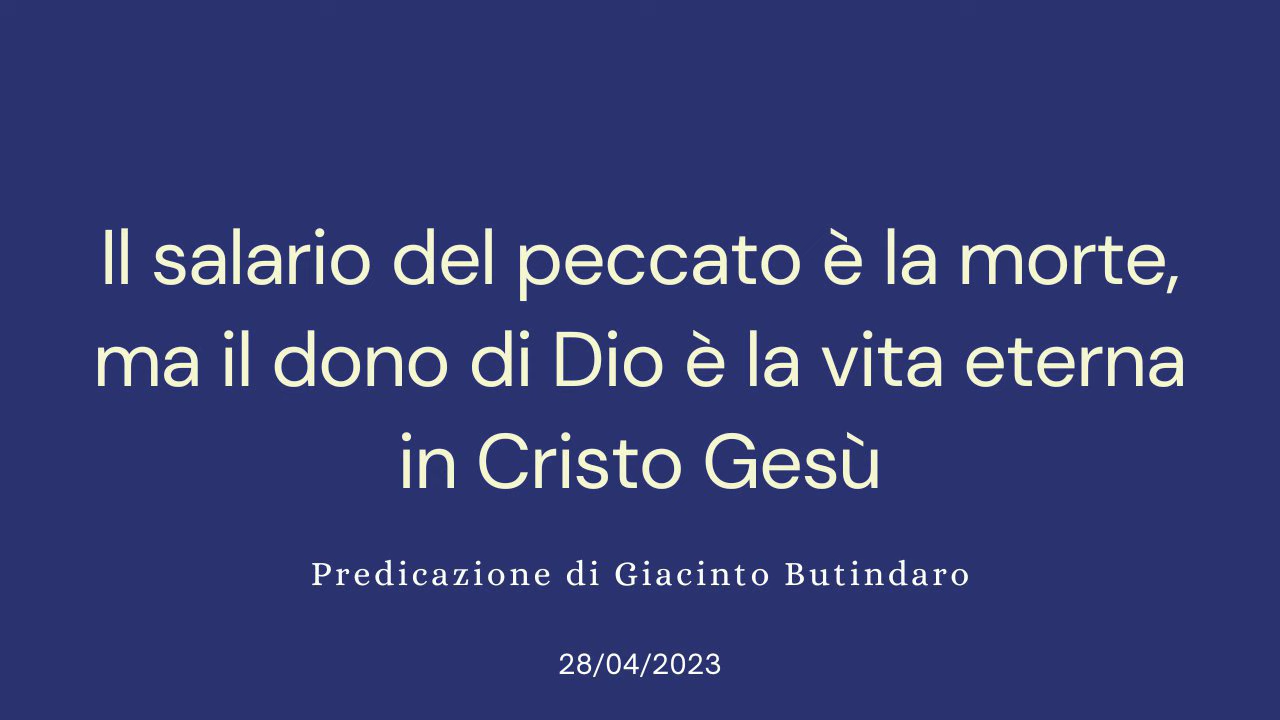 Il salario del peccato è la morte,
ma il dono di Dio è la vita eterna
in Cristo Gesù
Predicazione di Giacinto Butindaro
28/04/2023